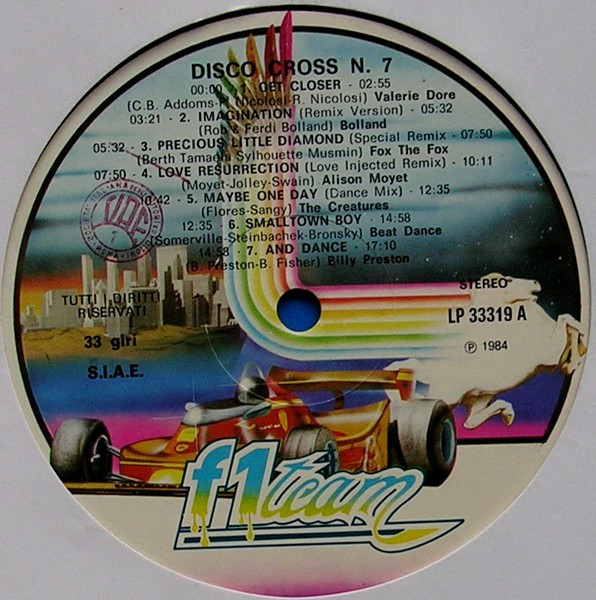 DISCO CROSS N. 7
00:00 - 1. GET CLOSER - 02:55
(C.B. Addoms-M. Nicolosi-R. Nicolosi) Valerie Dore
03:21 - 2. IMAGINATION (Remix Version) - 05:32
(Rob & Ferdi Bolland) Bolland
05:32 - 3. PRECIOUS LITTLE DIAMOND (Special Remix - 07:50
(Berth Tamaela Sylhouette Musmin) Fox The Fox
07:50 - 4. LOVE RESURRECTION (Love Injected Remix) - 10:11
(Moyet-Jolley-Swain) Alison Moyet
10:42 - 5. MAYBE ONE DAY (Dance Mix) - 12:35
(Flores-Sangy) The Creatures
12:35 6. SMALLTOWN BOY - 14:58
(Somerville-Steinbachek-Bronsky) Beat Dance
14:58 - 7. AND DANCE - 17:10
(B. Preston-B. Fisher) Billy Preston
TUTTI I DIRITTI
RISERVATI
STEREO
LP 33319 A
33 giri
℗ 1984
S.I.A.E.
f1 team